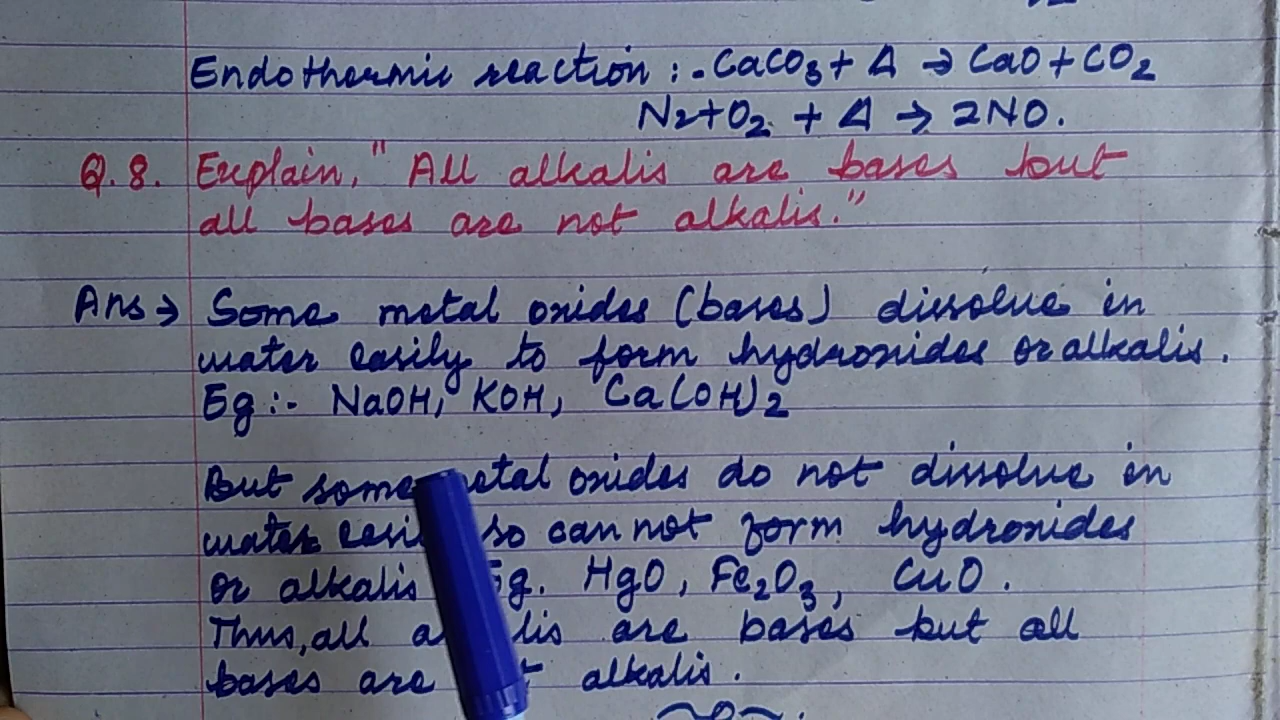 Endothermic reaction :- CaCO₃ + Δ → CaO + CO₂
N₂ + O₂ + Δ → 2NO.
Q.8. Explain, "All alkalis are bases but
all bases are not alkalis."
Ans → Some metal oxides (bases) dissolve in
water easily to form hydroxides or alkalis.
Eg :- NaOH, KOH, Ca(OH)2
But some metal oxides do not dissolve in
water so can not form hydroxides
or alkalis Eg. HgO, Fe₂O₃, CuO.
Thus, all are bases but all
bases are alkalis.